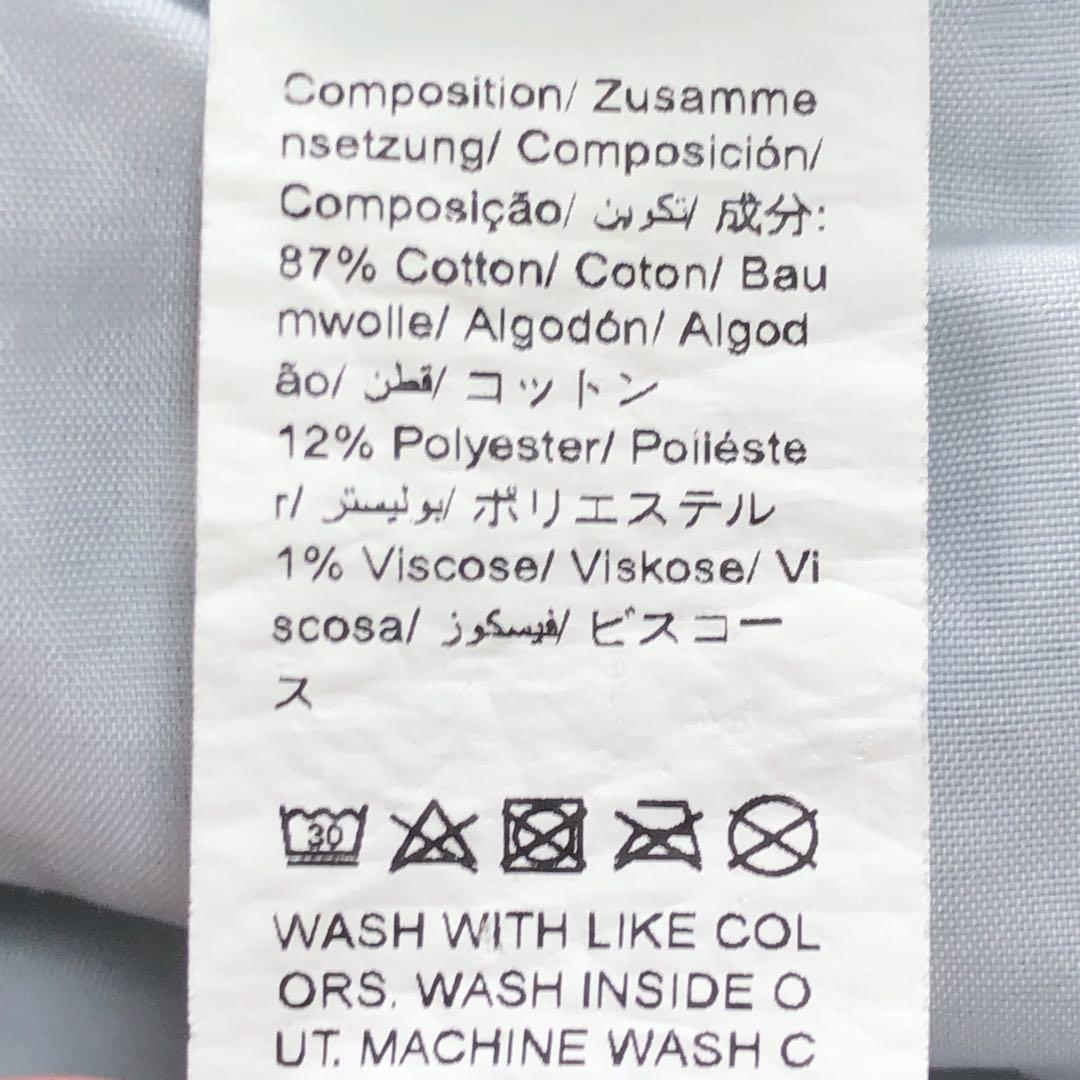 Composition/ Zusamme
nsetzung/ Composición/
Composição/ تكوين/ 成分:
87% Cotton/ Coton/ Bau
mwolle/ Algodón/ Algod
ão/ قطن/ コットン
12% Polyester/ Poliéste
r/ بوليستر/ ポリエステル
1% Viscose/ Viskose/ Vi
scosa/ فيسكوز/ ビスコー
ス
30
WASH WITH LIKE COL
ORS. WASH INSIDE O
UT. MACHINE WASH C